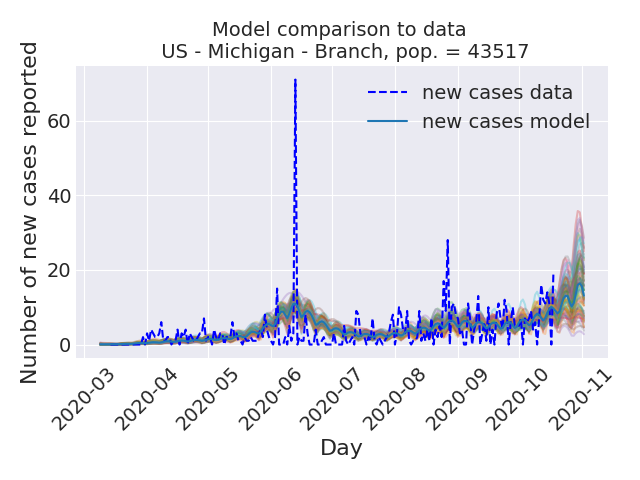 Model comparison to data
US - Michigan - Branch, pop. = 43517
Number of new cases reported
60
40
20
0
new cases data
new cases model
2020-03
2020-04
2020-05
2020-06
2020-07
2020-08
2020-09
2020-10
2020-11
Day